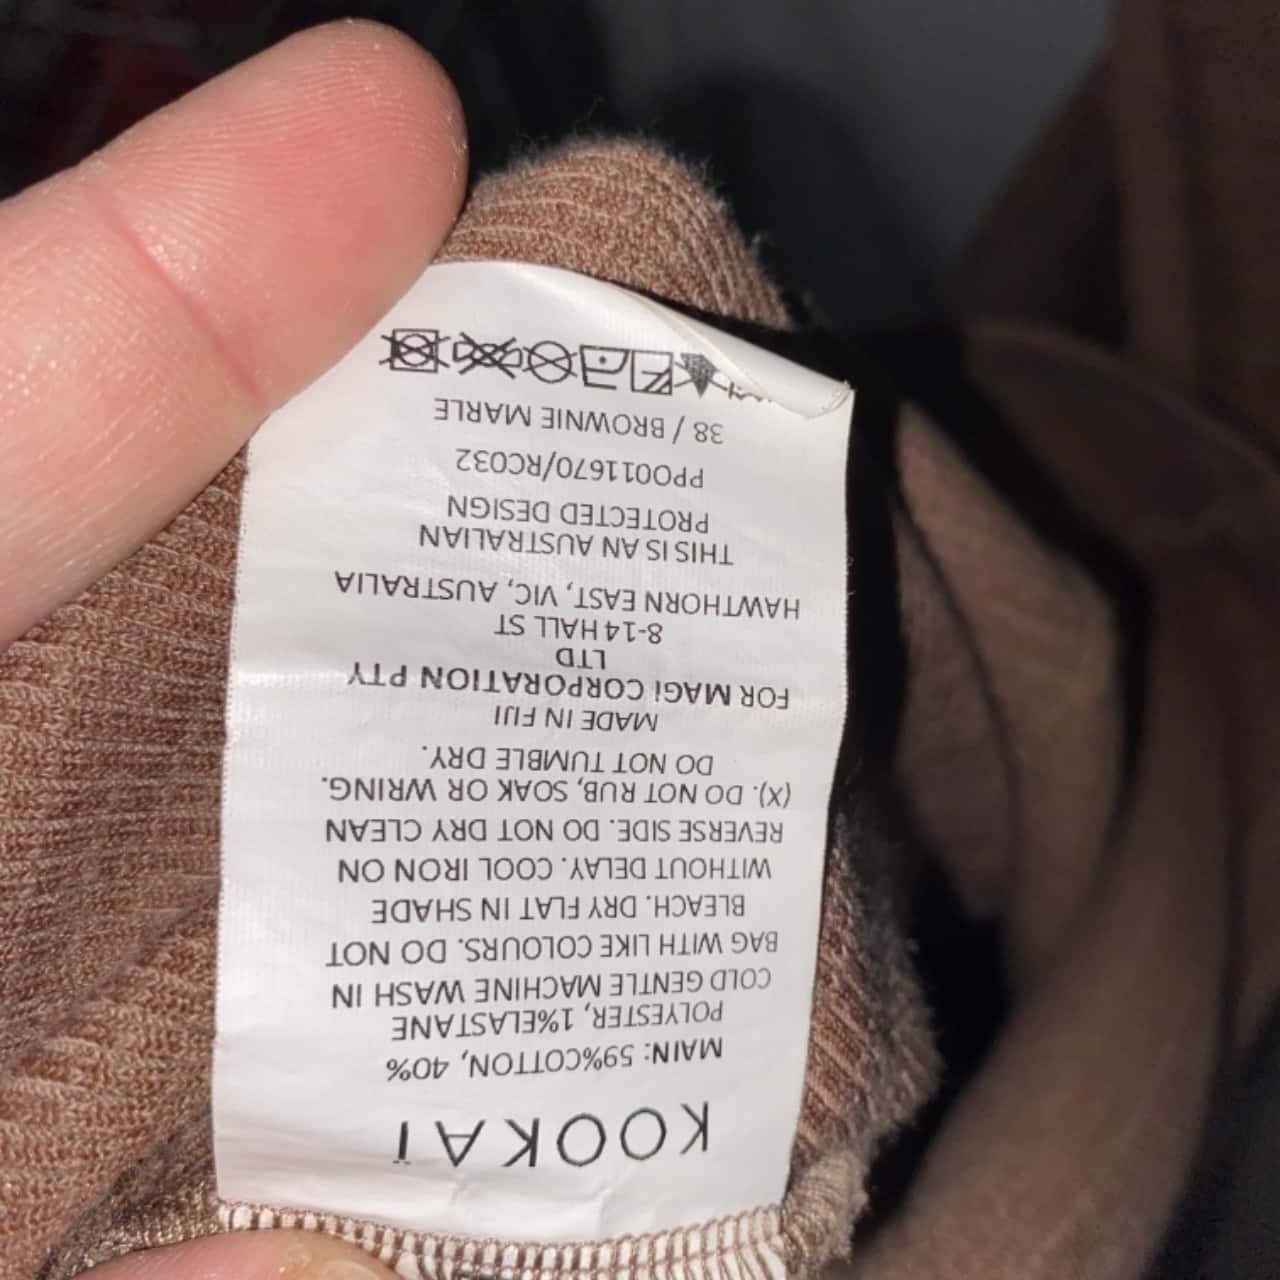 KOOKAÏ
MAIN: 59%COTTON, 40%
POLYESTER, 1%ELASTANE
COLD GENTLE MACHINE WASH IN
BAG WITH LIKE COLOURS. DO NOT
BLEACH. DRY FLAT IN SHADE
WITHOUT DELAY. COOL IRON ON
REVERSE SIDE. DO NOT DRY CLEAN
(X). DO NOT RUB, SOAK OR WRING.
DO NOT TUMBLE DRY.
MADE IN FIJI
FOR MAGi CORPORATION PTY
LTD
8-14 HALL ST
HAWTHORN EAST, VIC, AUSTRALIA
THIS IS AN AUSTRALIAN
PROTECTED DESIGN
PP0011670/RC032
38 / BROWNIE MARLE